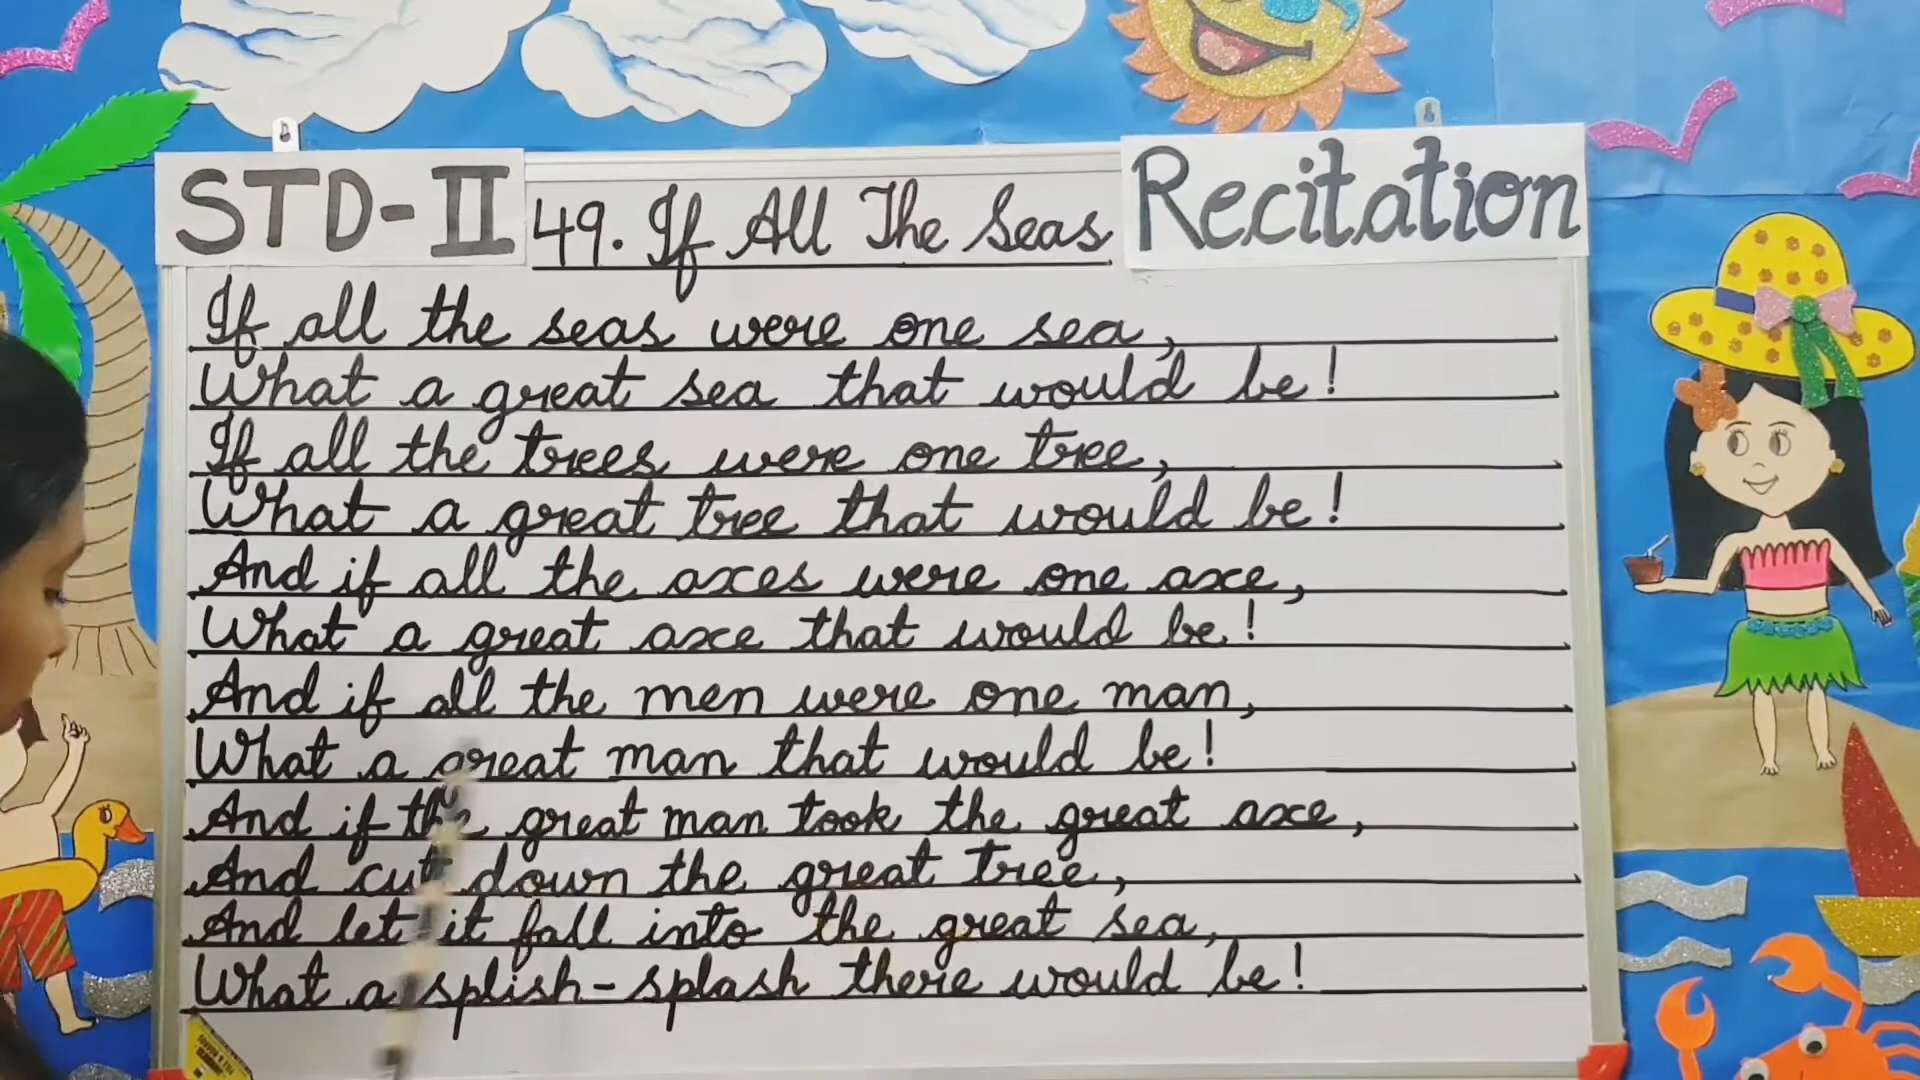 STD-II
49. If All The Seas
Recitation
If all the seas were one sea,
What a great sea that would be!
If all the trees were one tree,
What a great tree that would be!
And if all the axes were one axe,
What a great axe that would be!
And if all the men were one man,
What a great man that would be!
And if the great man took the great axe,
And cut down the great tree,
And let it fall into the great sea,
What a splish-splash there would be!